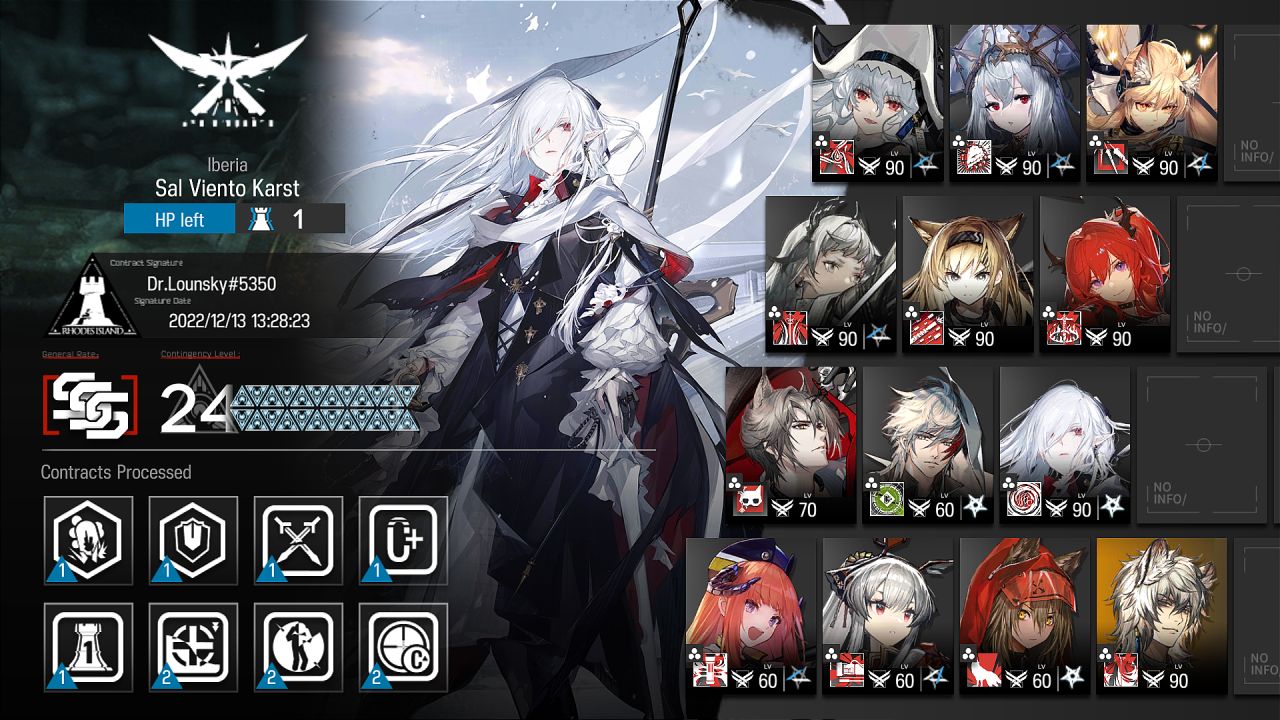 Iberia
Sal Viento Karst
HP left 1
Contract Signature
Dr.Lounsky#5350
Signature Date
2022/12/13 13:28:23
RHODES ISLAND
General Rate:
Contingency Level:
SSS
24
Contracts Processed
1 1 1 1
1
1 2 2 2
LV 90
LV 90
LV 90
NO INFO/
LV 90
LV 90
LV 90
NO INFO/
LV 70
LV 60
LV 90
NO INFO/
LV 60
LV 60
LV 60
LV 90
NO INFO